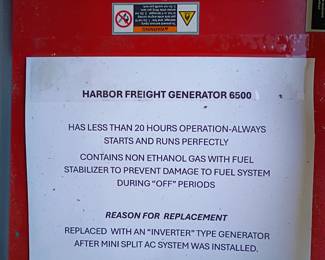 WARNING
HARBOR FREIGHT GENERATOR 6500
HAS LESS THAN 20 HOURS OPERATION-ALWAYS
STARTS AND RUNS PERFECTLY
CONTAINS NON ETHANOL GAS WITH FUEL
STABILIZER TO PREVENT DAMAGE TO FUEL SYSTEM
DURING "OFF" PERIODS
REASON FOR REPLACEMENT
REPLACED WITH AN "INVERTER" TYPE GENERATOR
AFTER MINI SPLIT AC SYSTEM WAS INSTALLED.